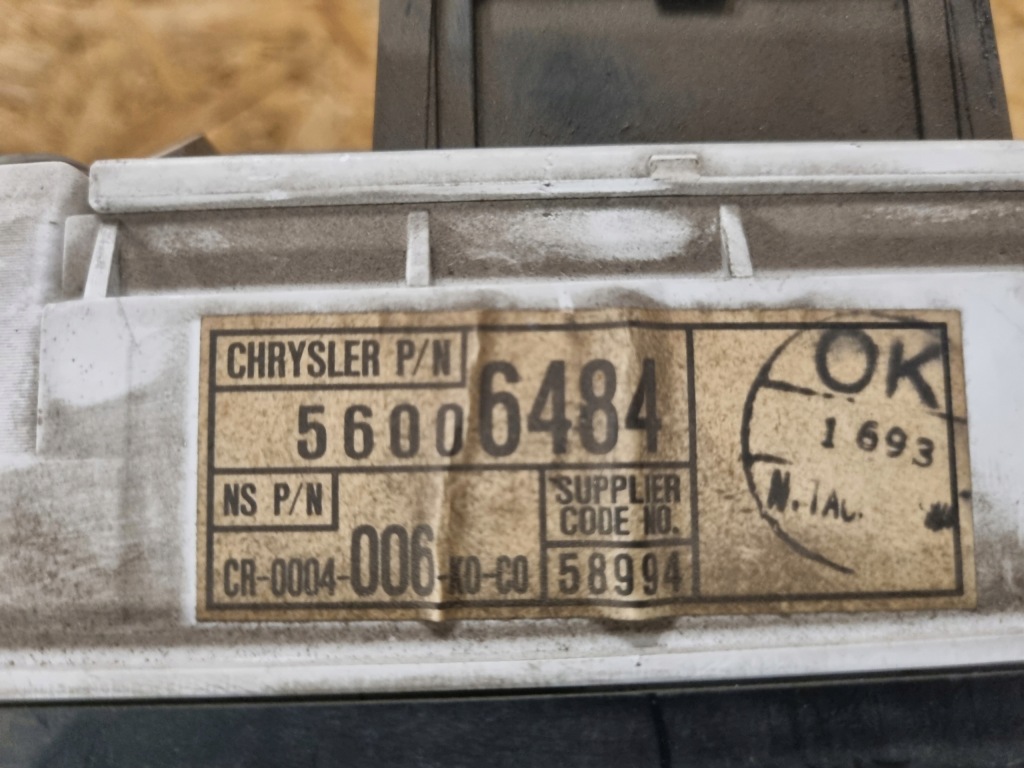 CHRYSLER P/N
56006484
NS P/N
CR-0004-006-KO-CO
SUPPLIER
CODE NO.
58994
OK
1693